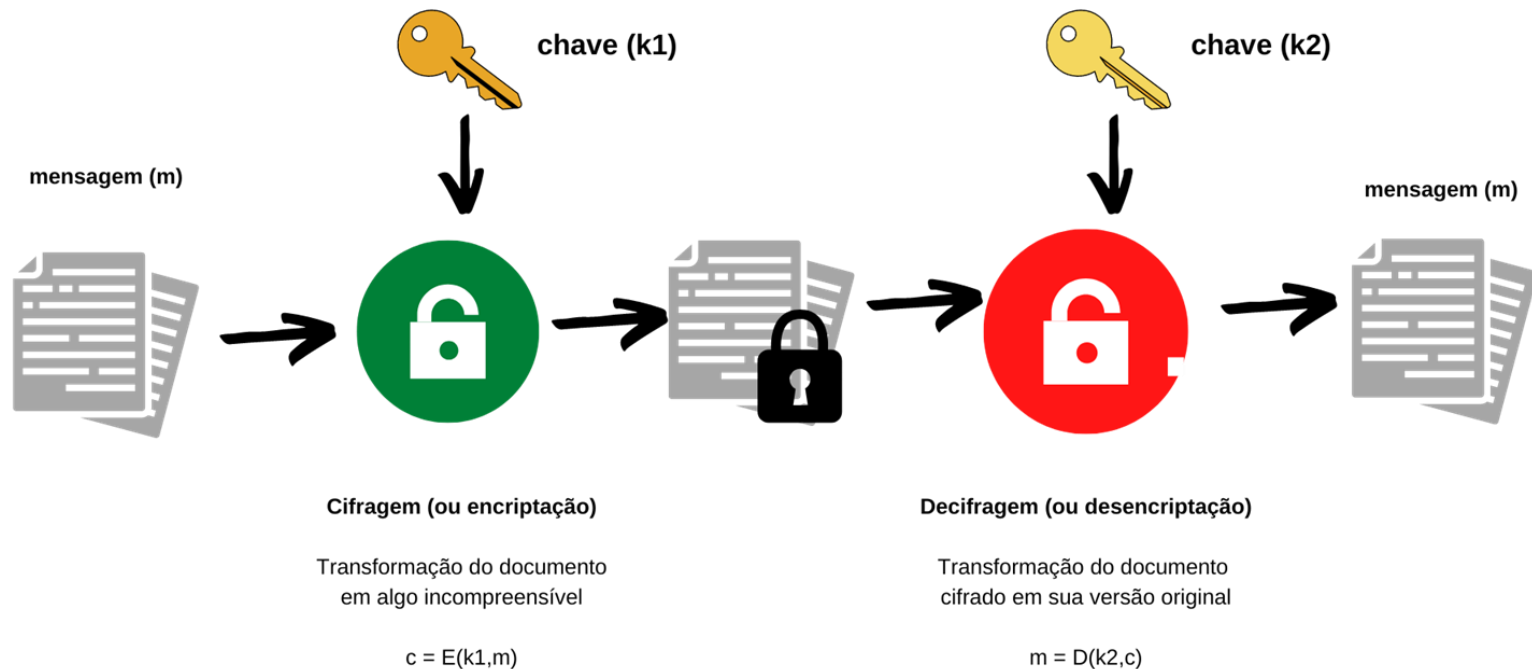 chave (k1)
chave (k2)
mensagem (m)
mensagem (m)
Cifragem (ou encriptação)
Transformação do documento
em algo incompreensível
c = E(k1,m)
Decifragem (ou desencriptação)
Transformação do documento
cifrado em sua versão original
m = D(k2,c)